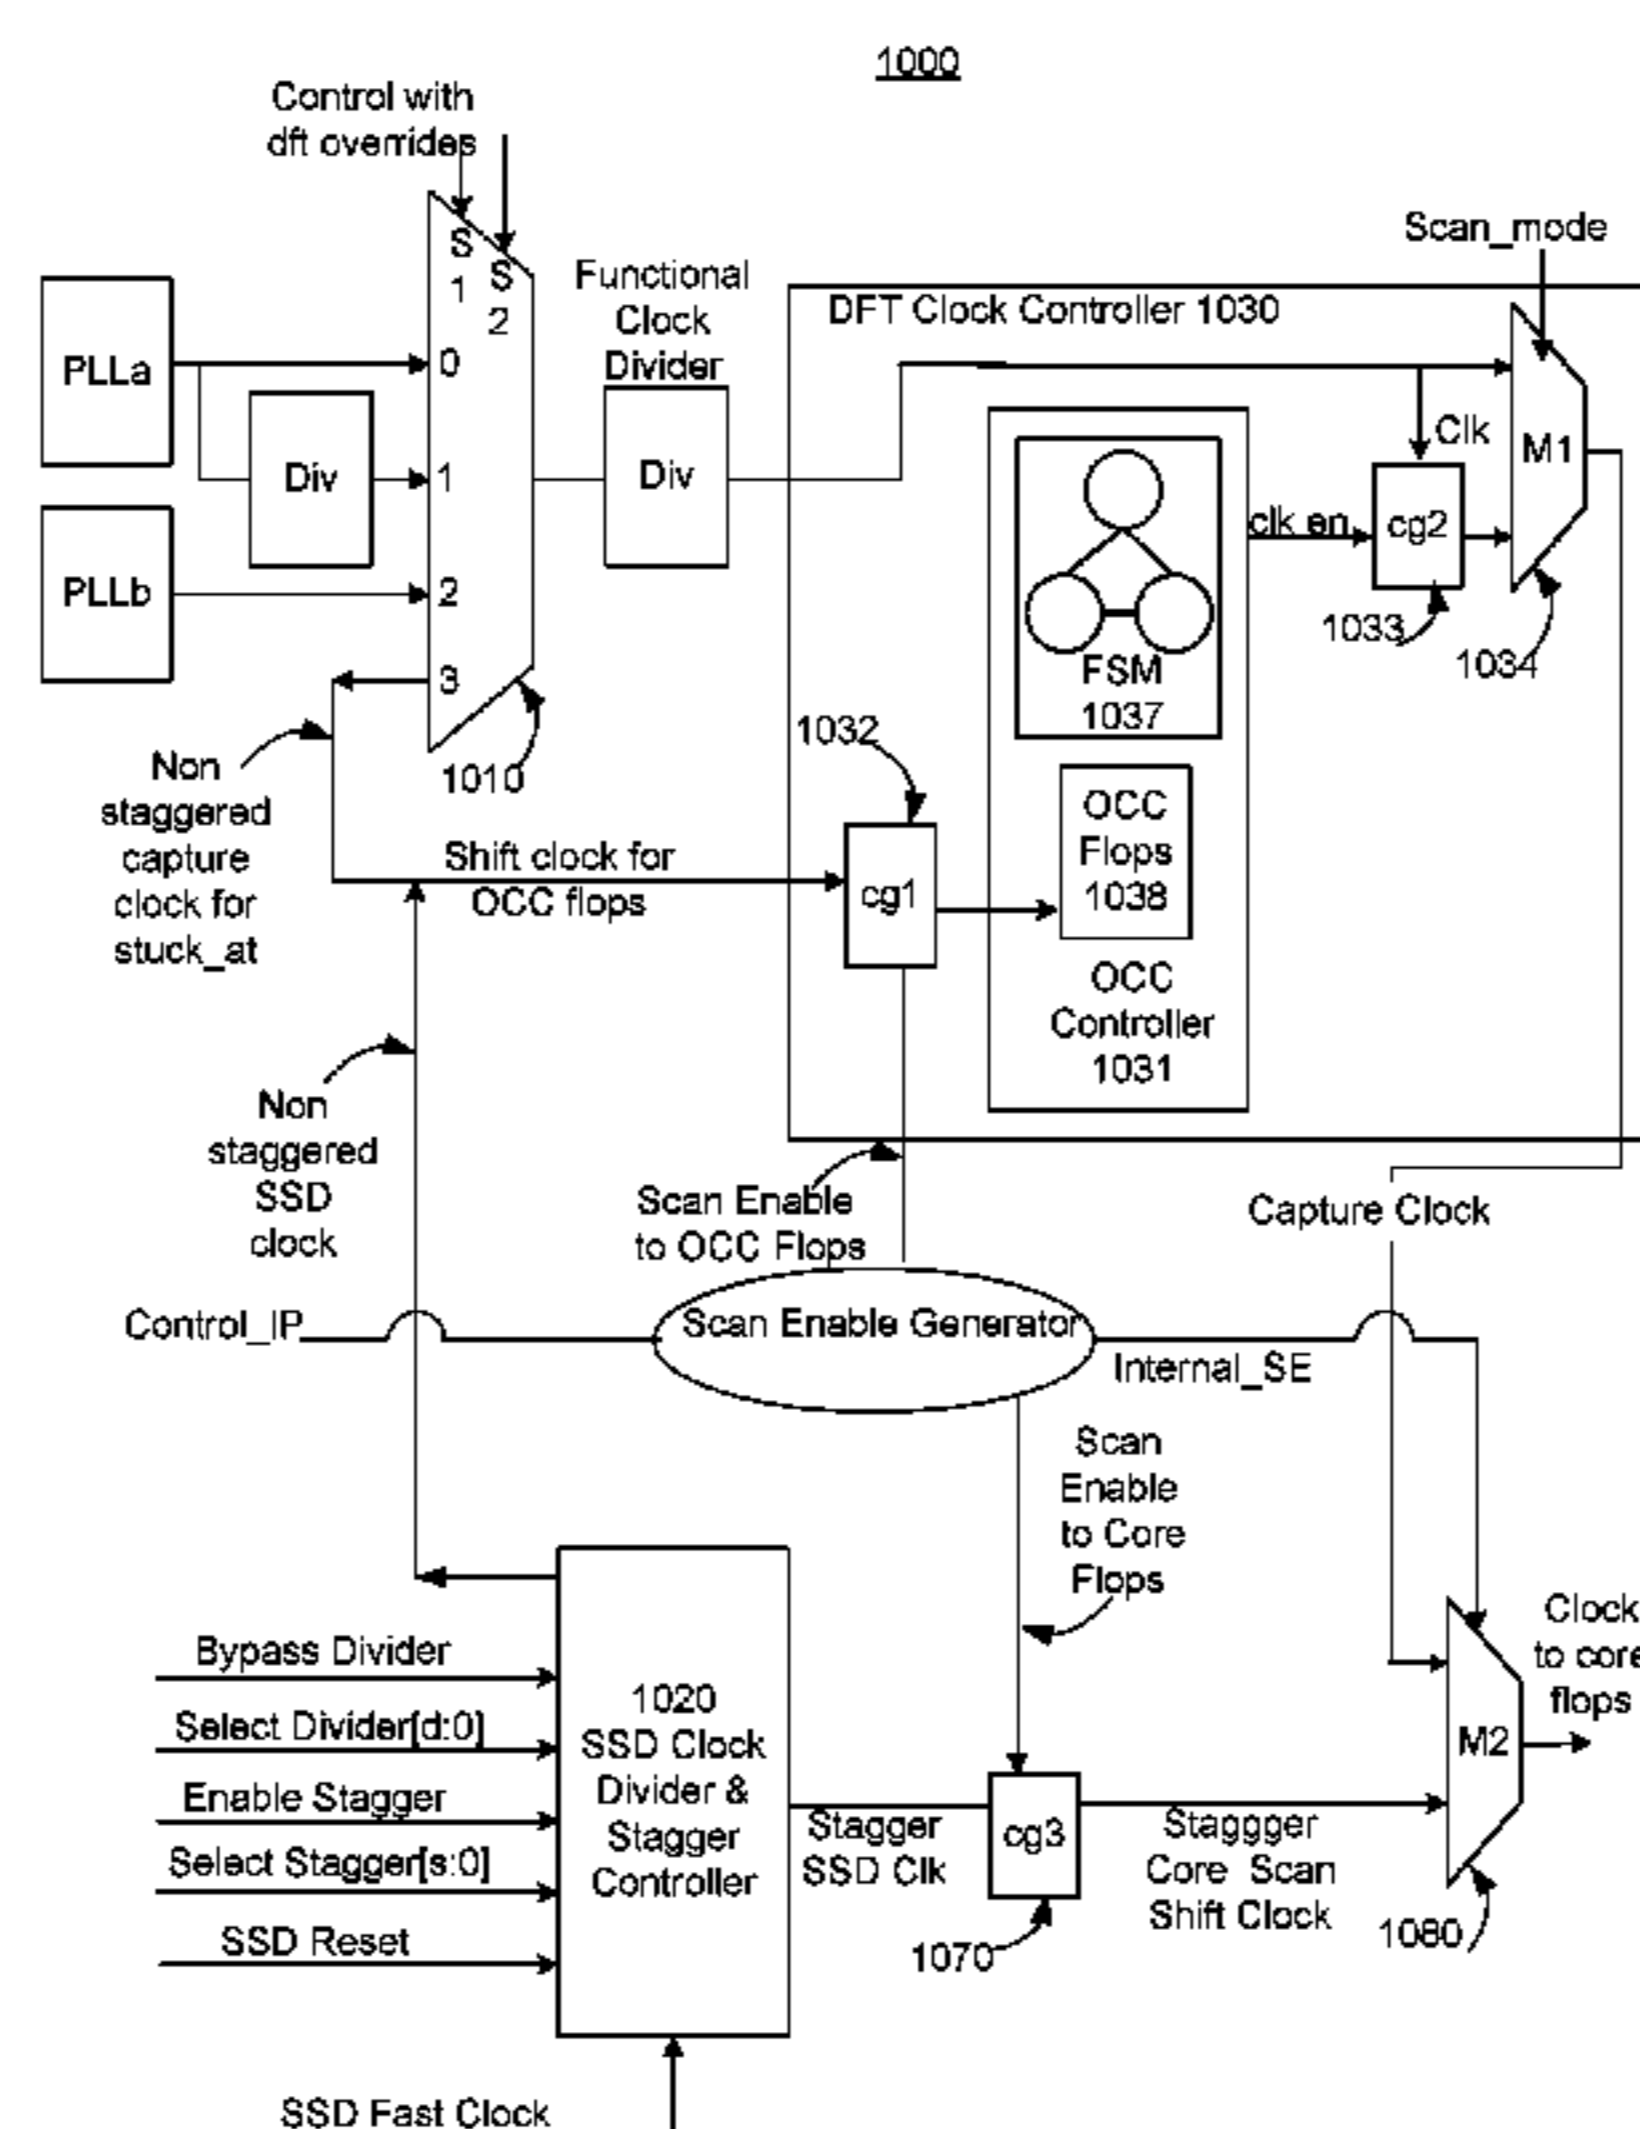 1000
Control with
dft overrides
S
1
S
2
Scan_mode
Functional
Clock
Divider
DFT Clock Controller 1030
PLLa
0
Div
1
Div
Clk
M1
clk en
cg2
PLLb
2
1033
1034
3
FSM
1037
1032
1010
Non
staggered
capture
clock for
stuck_at
Shift clock for
OCC flops
cg1
OCC
Flops
1038
OCC
Controller
1031
Non
staggered
SSD
clock
Scan Enable
to OCC Flops
Capture Clock
Control_IP
Scan Enable Generator
Internal_SE
Scan
Enable
to Core
Flops
Clock
to core
flops
Bypass Divider
Select Divider[d:0]
Enable Stagger
Select Stagger[s:0]
SSD Reset
1020
SSD Clock
Divider &
Stagger
Controller
M2
Stagger
SSD Clk
cg3
Staggger
Core Scan
Shift Clock
1070
1080
SSD Fast Clock